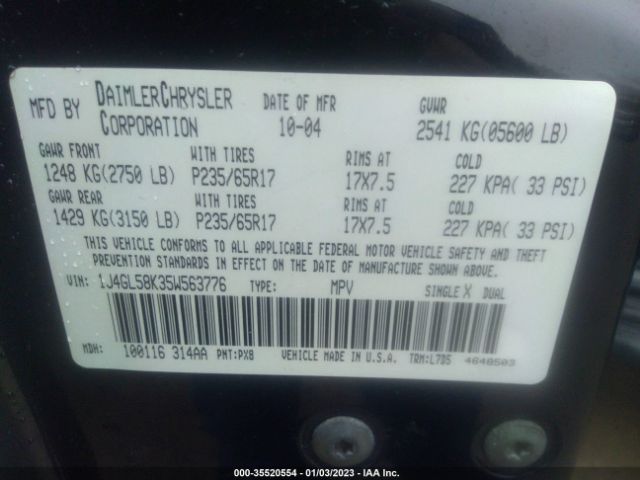 MFD BY DAIMLERCHRYSLER CORPORATION
DATE OF MFR 10-04
GVWR 2541 KG(05600 LB)
GAWR FRONT WITH TIRES RIMS AT COLD
1248 KG(2750 LB) P235/65R17 17X7.5 227 KPA( 33 PSI)
GAWR REAR WITH TIRES RIMS AT COLD
1429 KG(3150 LB) P235/65R17 17X7.5 227 KPA( 33 PSI)
THIS VEHICLE CONFORMS TO ALL APPLICABLE FEDERAL MOTOR VEHICLE SAFETY AND THEFT
PREVENTION STANDARDS IN EFFECT ON THE DATE OF MANUFACTURE SHOWN ABOVE.
VIN: 1J4GL58K35W563776 TYPE: MPV SINGLE X DUAL
MDH: 100116 314AA PNT:PX8 VEHICLE MADE IN U.S.A. TRM:L7D5 4648503
000-35520554 - 01/03/2023 - IAA Inc.